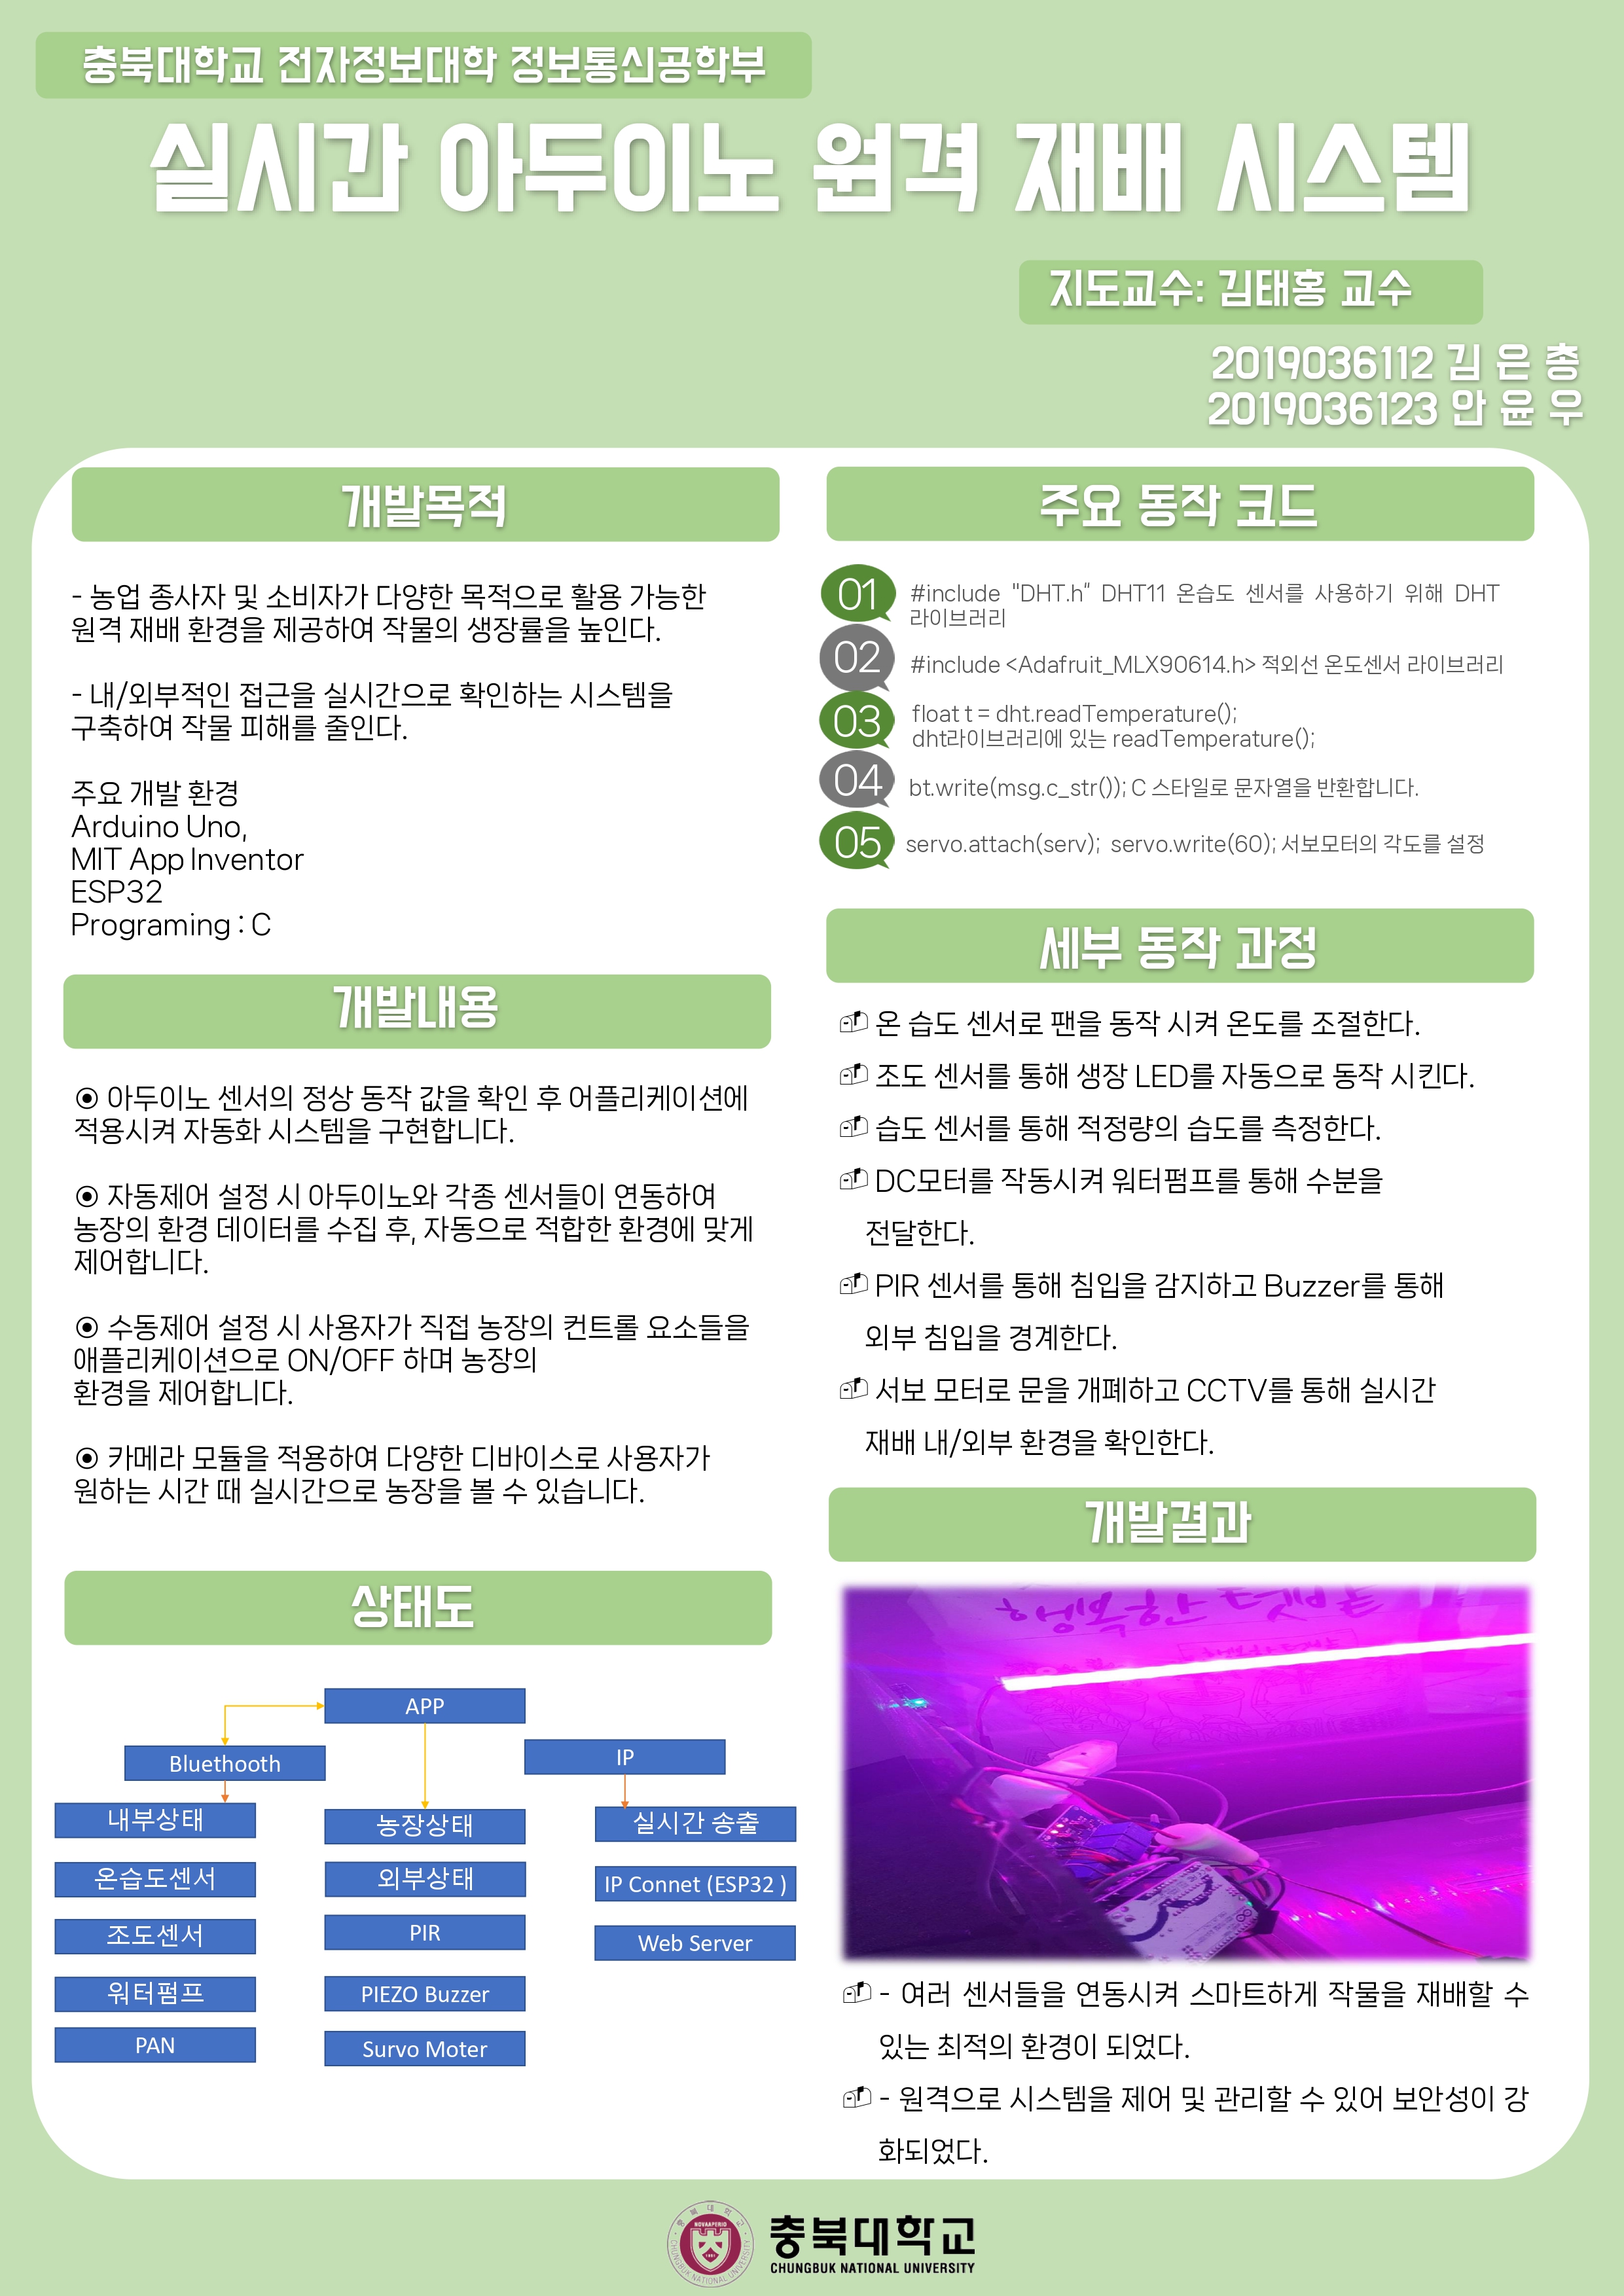 충북대학교 전자정보대학 정보통신공학부
실시간 아두이노 원격 재배 시스템
지도교수: 김태홍 교수
2019036112 김 은 총
2019036123 안 윤 우
개발목적
- 농업 종사자 및 소비자가 다양한 목적으로 활용 가능한
원격 재배 환경을 제공하여 작물의 생장률을 높인다.
- 내/외부적인 접근을 실시간으로 확인하는 시스템을
구축하여 작물 피해를 줄인다.
주요 개발 환경
Arduino Uno,
MIT App Inventor
ESP32
Programing : C
개발내용
⦿ 아두이노 센서의 정상 동작 값을 확인 후 어플리케이션에
적용시켜 자동화 시스템을 구현합니다.
⦿ 자동제어 설정 시 아두이노와 각종 센서들이 연동하여
농장의 환경 데이터를 수집 후, 자동으로 적합한 환경에 맞게
제어합니다.
⦿ 수동제어 설정 시 사용자가 직접 농장의 컨트롤 요소들을
애플리케이션으로 ON/OFF 하며 농장의
환경을 제어합니다.
⦿ 카메라 모듈을 적용하여 다양한 디바이스로 사용자가
원하는 시간 때 실시간으로 농장을 볼 수 있습니다.
상태도
APP
Bluethooth
IP
내부상태
온습도센서
조도센서
워터펌프
PAN
농장상태
외부상태
PIR
PIEZO Buzzer
Survo Moter
실시간 송출
IP Connet (ESP32 )
Web Server
주요 동작 코드
01 #include "DHT.h" DHT11 온습도 센서를 사용하기 위해 DHT
라이브러리
02 #include <Adafruit_MLX90614.h> 적외선 온도센서 라이브러리
03 float t = dht.readTemperature();
dht라이브러리에 있는 readTemperature();
04 bt.write(msg.c_str()); C 스타일로 문자열을 반환합니다.
05 servo.attach(serv); servo.write(60); 서보모터의 각도를 설정
세부 동작 과정
온 습도 센서로 팬을 동작 시켜 온도를 조절한다.
조도 센서를 통해 생장 LED를 자동으로 동작 시킨다.
습도 센서를 통해 적정량의 습도를 측정한다.
DC모터를 작동시켜 워터펌프를 통해 수분을
전달한다.
PIR 센서를 통해 침입을 감지하고 Buzzer를 통해
외부 침입을 경계한다.
서보 모터로 문을 개폐하고 CCTV를 통해 실시간
재배 내/외부 환경을 확인한다.
개발결과
- 여러 센서들을 연동시켜 스마트하게 작물을 재배할 수
있는 최적의 환경이 되었다.
- 원격으로 시스템을 제어 및 관리할 수 있어 보안성이 강
화되었다.
충북대학교
CHUNGBUK NATIONAL UNIVERSITY